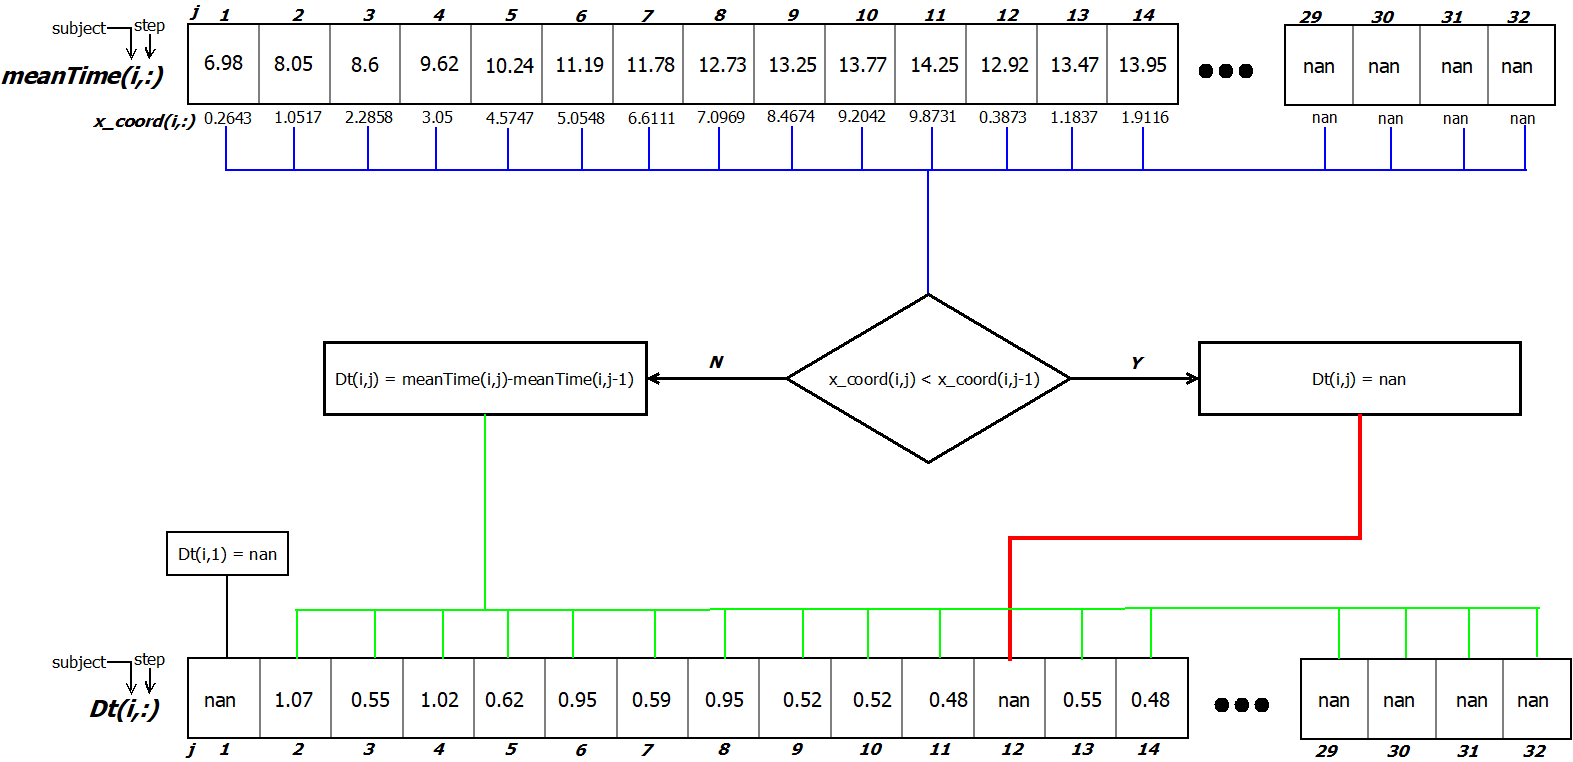 j 1 2 3 4 5 6 7 8 9 10 11 12 13 14 29 30 31 32
subject step
meanTime(i,:) 6.98 8.05 8.6 9.62 10.24 11.19 11.78 12.73 13.25 13.77 14.25 12.92 13.47 13.95 nan nan nan nan
x_coord(i,:) 0.2643 1.0517 2.2858 3.05 4.5747 5.0548 6.6111 7.0969 8.4674 9.2042 9.8731 0.3873 1.1837 1.9116 nan nan nan nan
N Y
Dt(i,j) = meanTime(i,j)-meanTime(i,j-1) x_coord(i,j) < x_coord(i,j-1) Dt(i,j) = nan
Dt(i,1) = nan
subject step
Dt(i,:) nan 1.07 0.55 1.02 0.62 0.95 0.59 0.95 0.52 0.52 0.48 nan 0.55 0.48 nan nan nan nan
j 1 2 3 4 5 6 7 8 9 10 11 12 13 14 29 30 31 32